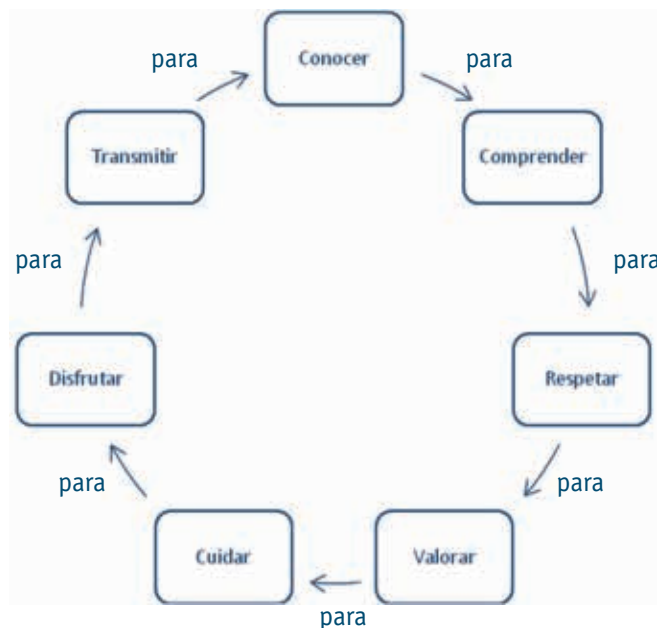 Conocer
para
Comprender
para
Respetar
para
Valorar
para
Cuidar
para
Disfrutar
para
Transmitir
para